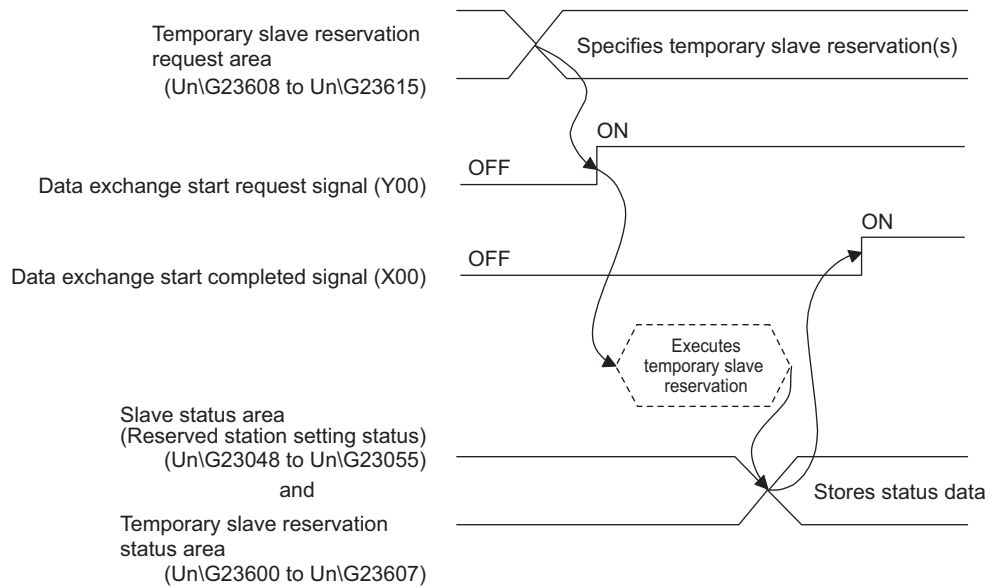 Temporary slave reservation
request area
(Un\G23608 to Un\G23615)
Specifies temporary slave reservation(s)
ON
OFF
Data exchange start request signal (Y00)
ON
OFF
Data exchange start completed signal (X00)
Executes
temporary slave
reservation
Slave status area
(Reserved station setting status)
(Un\G23048 to Un\G23055)
and
Stores status data
Temporary slave reservation
status area
(Un\G23600 to Un\G23607)